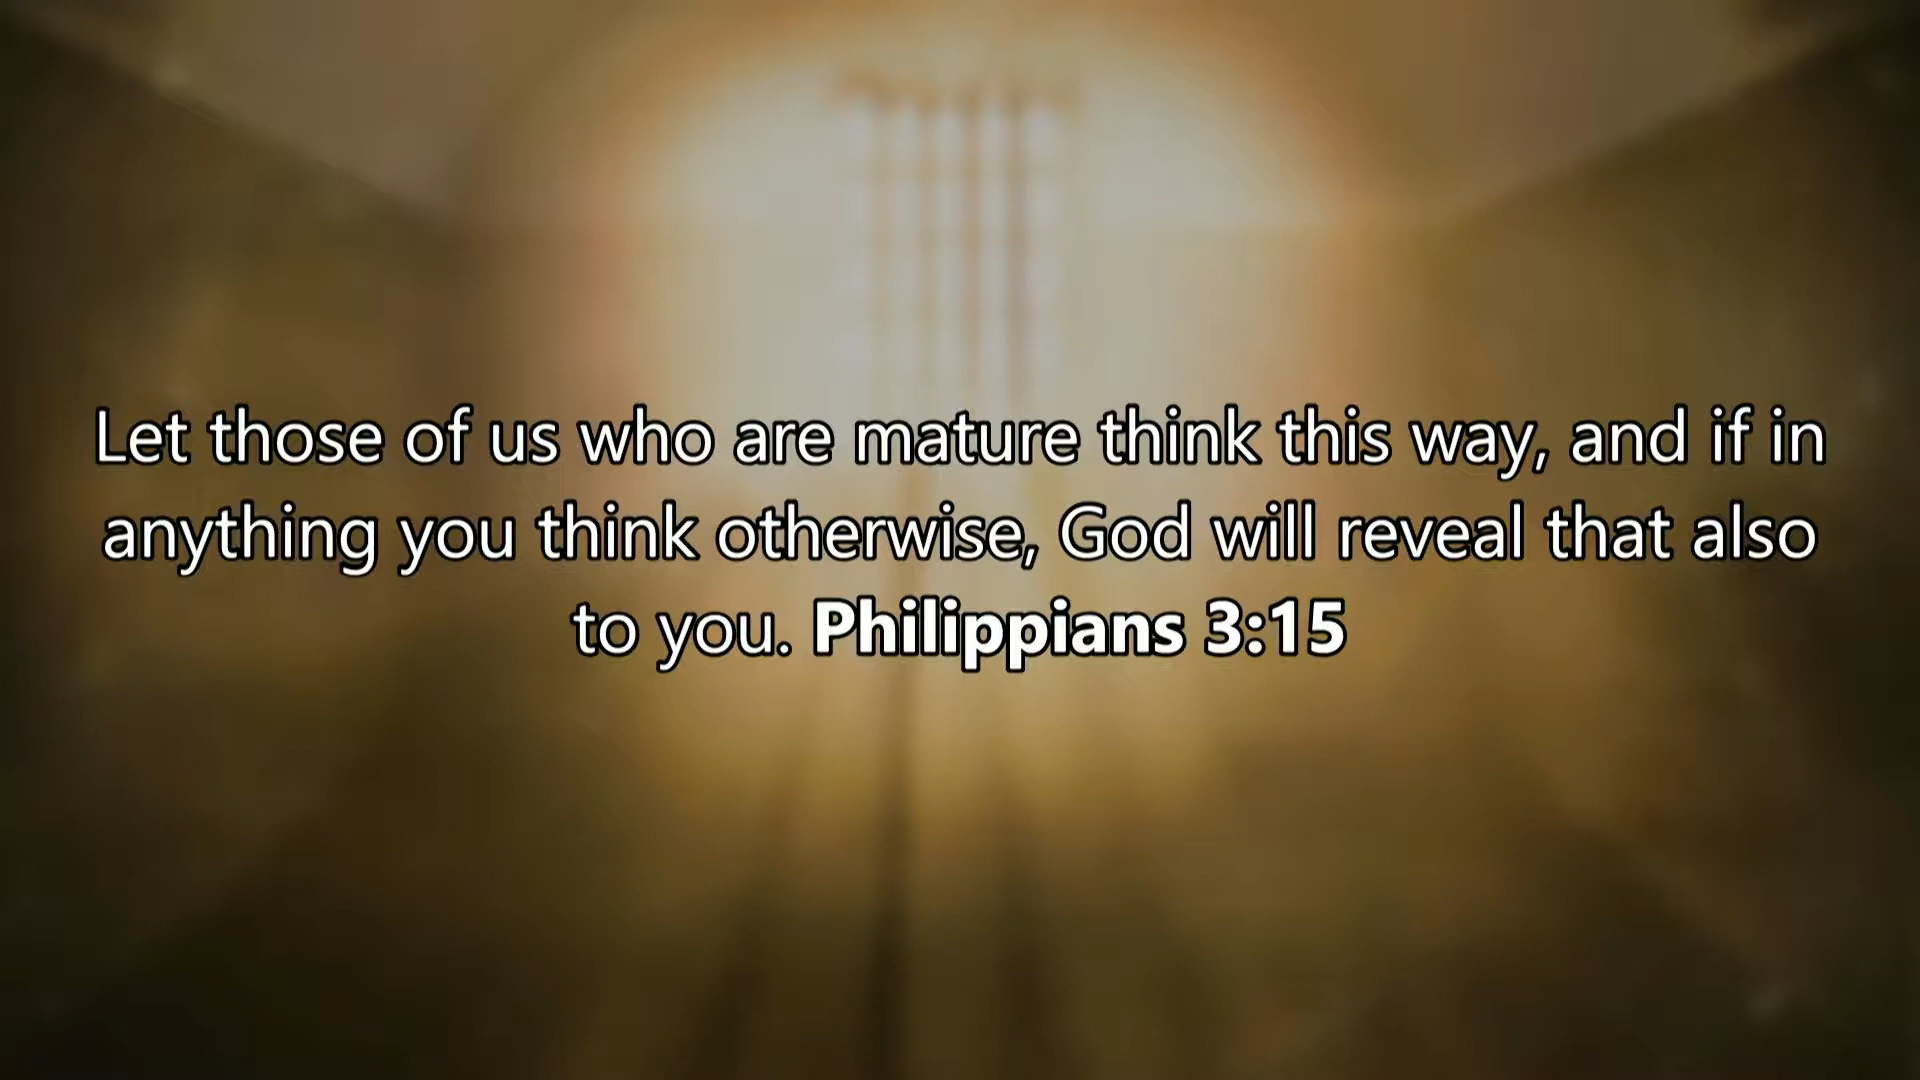 Let those of us who are mature think this way, and if in
anything you think otherwise, God will reveal that also
to you. Philippians 3:15